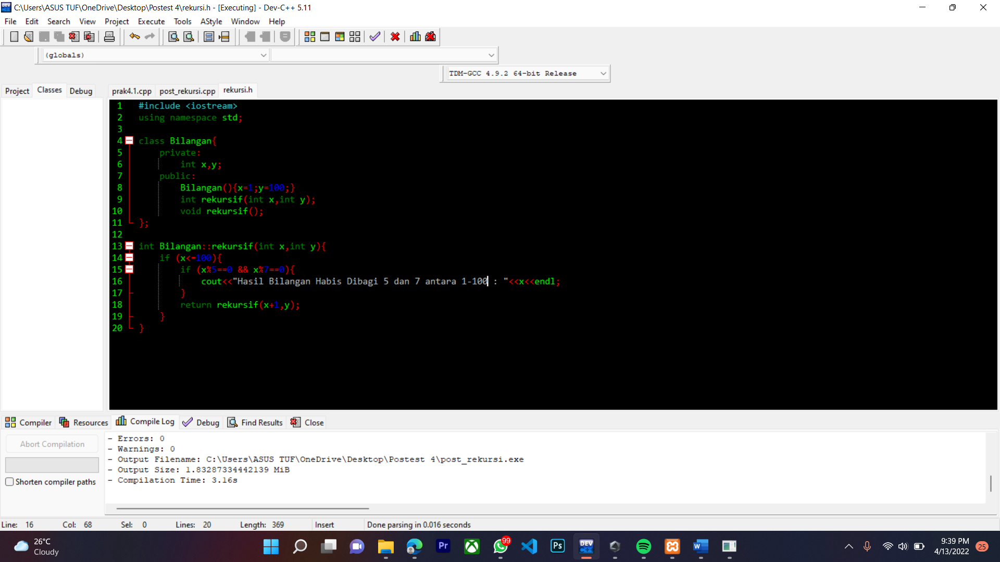 C:\Users\ASUS TUF\OneDrive\Desktop\Postest 4\rekursi.h - [Executing] - Dev-C++ 5.11
File Edit Search View Project Execute Tools AStyle Window Help
(globals)
TDM-GCC 4.9.2 64-bit Release
Project Classes Debug
prak4.1.cpp post_rekursi.cpp rekursi.h
1 #include <iostream>
2 using namespace std;
3
4 class Bilangan{
5 private:
6 int x,y;
7 public:
8 Bilangan(){x=1;y=100;}
9 int rekursif(int x,int y);
10 void rekursif();
11 };
12
13 int Bilangan::rekursif(int x,int y){
14 if (x<=100){
15 if (x%5==0 && x%7==0){
16 cout<<"Hasil Bilangan Habis Dibagi 5 dan 7 antara 1-100 : "<<x<<endl;
17 }
18 return rekursif(x+1,y);
19 }
20 }
Compiler Resources Compile Log Debug Find Results Close
Abort Compilation
Shorten compiler paths
- Errors: 0
- Warnings: 0
- Output Filename: C:\Users\ASUS TUF\OneDrive\Desktop\Postest 4\post_rekursi.exe
- Output Size: 1.83287334442139 MiB
- Compilation Time: 3.16s
Line: 16 Col: 68 Sel: 0 Lines: 20 Length: 369 Insert Done parsing in 0.016 seconds
26°C
Cloudy
Pr
99
Ps
DEV
W
9:39 PM
4/13/2022
25